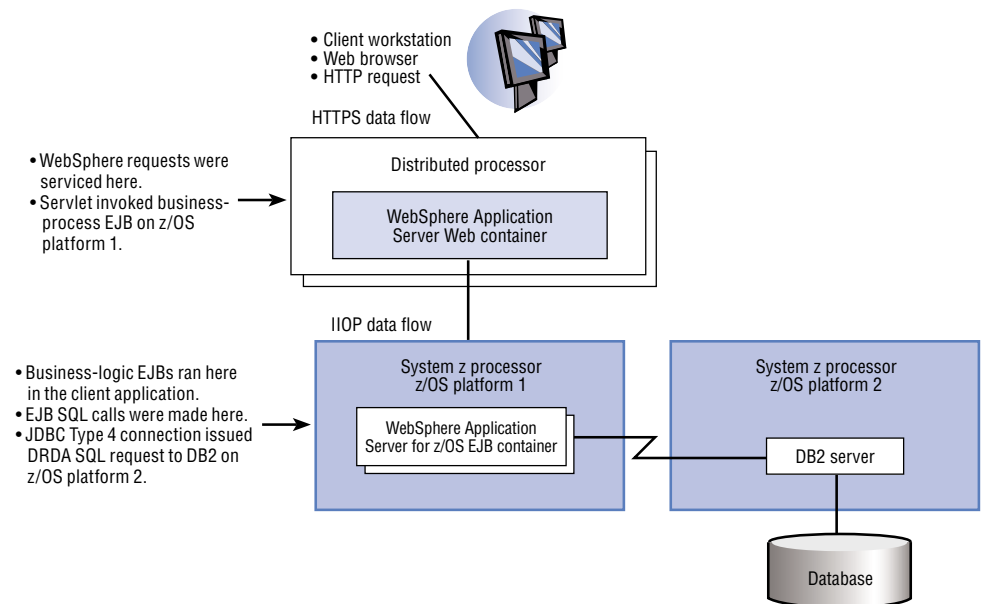 • Client workstation
• Web browser
• HTTP request
HTTPS data flow
• WebSphere requests were
serviced here.
• Servlet invoked business-
process EJB on z/OS
platform 1.
Distributed processor
WebSphere Application
Server Web container
IIOP data flow
• Business-logic EJBs ran here
in the client application.
• EJB SQL calls were made here.
• JDBC Type 4 connection issued
DRDA SQL request to DB2 on
z/OS platform 2.
System z processor
z/OS platform 1
WebSphere Application
Server for z/OS EJB container
System z processor
z/OS platform 2
DB2 server
Database